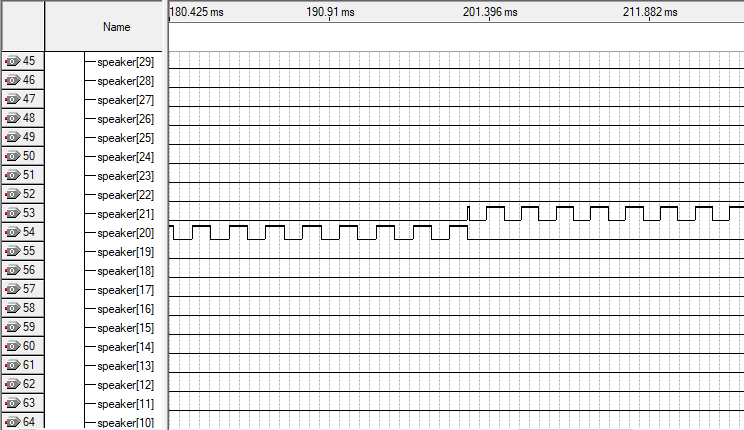 180.425 ms 190.91 ms 201.396 ms 211.882 ms
Name
45 speaker[29]
46 speaker[28]
47 speaker[27]
48 speaker[26]
49 speaker[25]
50 speaker[24]
51 speaker[23]
52 speaker[22]
53 speaker[21]
54 speaker[20]
55 speaker[19]
56 speaker[18]
57 speaker[17]
58 speaker[16]
59 speaker[15]
60 speaker[14]
61 speaker[13]
62 speaker[12]
63 speaker[11]
64 speaker[10]